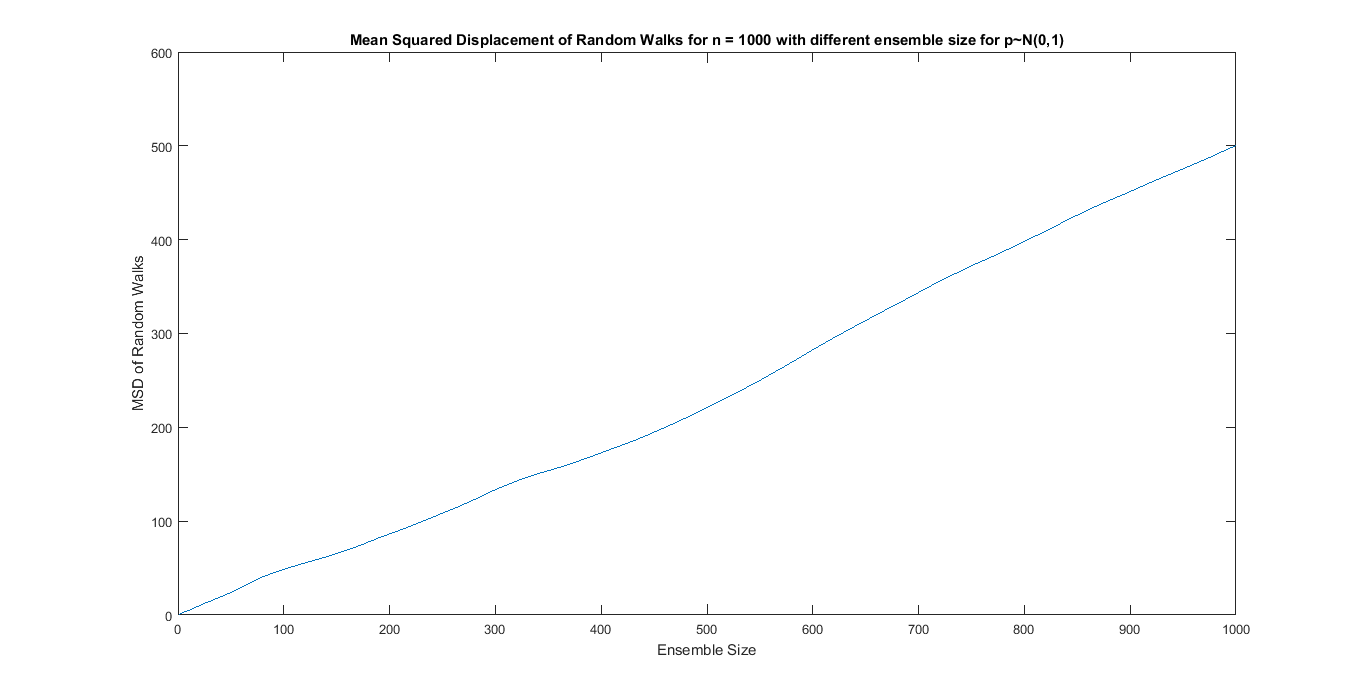 Mean Squared Displacement of Random Walks for n = 1000 with different ensemble size for p~N(0,1)
600
500
400
300
200
100
0
MSD of Random Walks
0 100 200 300 400 500 600 700 800 900 1000
Ensemble Size